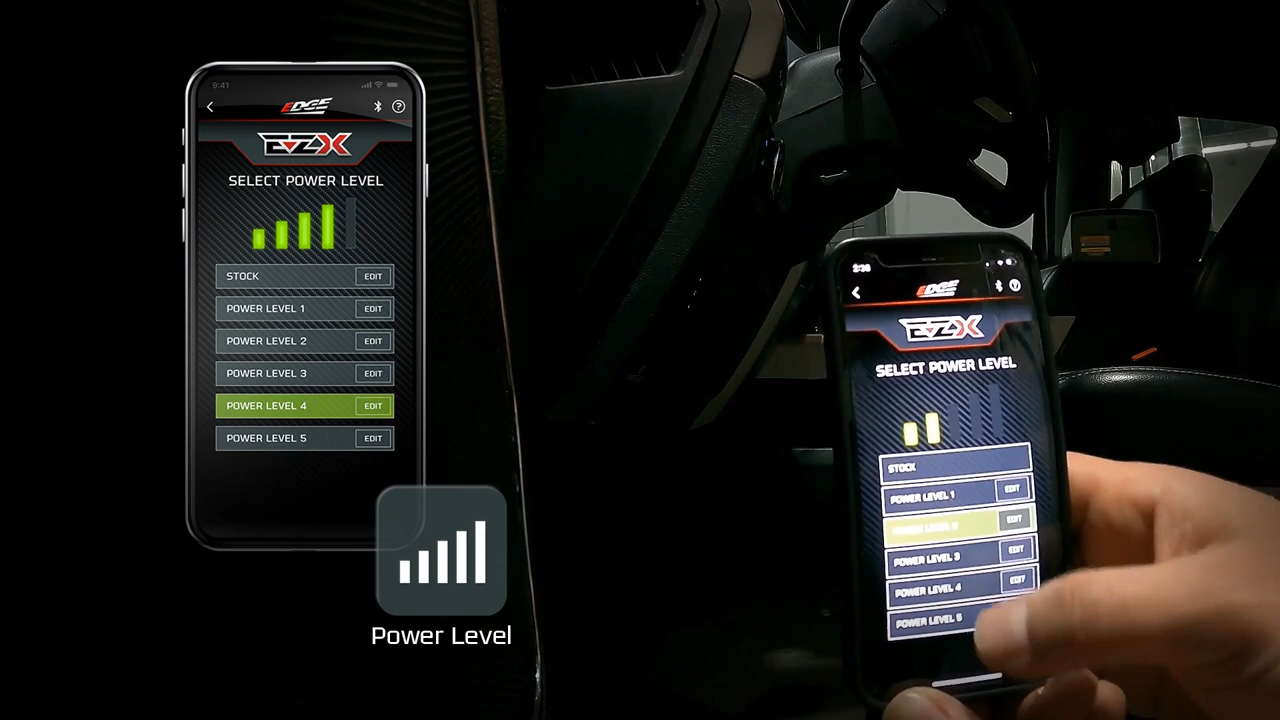 9:41
EDGE
EZX
SELECT POWER LEVEL
STOCK EDIT
POWER LEVEL 1 EDIT
POWER LEVEL 2 EDIT
POWER LEVEL 3 EDIT
POWER LEVEL 4 EDIT
POWER LEVEL 5 EDIT
Power Level
EDGE
EZX
SELECT POWER LEVEL
STOCK
POWER LEVEL 1 EDIT
EDIT
POWER LEVEL 3 EDIT
POWER LEVEL 4 EDIT
POWER LEVEL 5